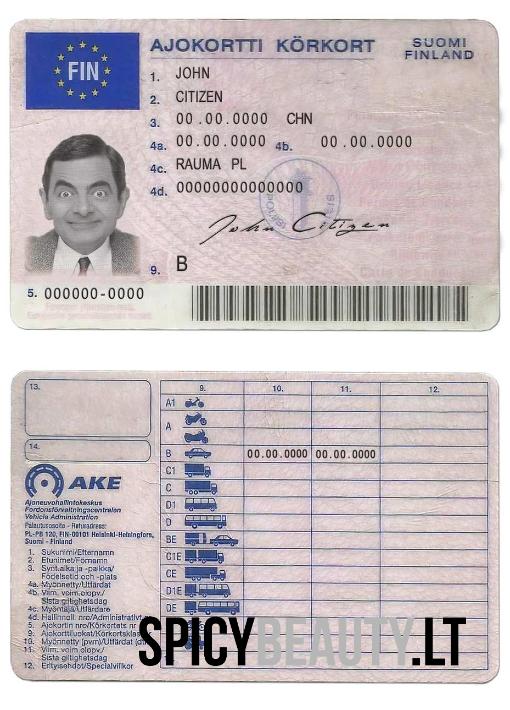 FIN
AJOKORTTI KÖRKORT
SUOMI
FINLAND
1. JOHN
2. CITIZEN
3. 00.00.0000 CHN
4a. 00.00.0000 4b. 00.00.0000
4c. RAUMA PL
4d. 00000000000000
John Citizen
9. B
5. 000000-0000
13.
14.
AKE
Ajoneuvohallintokeskus
Fordonsförvaltningscentralen
Vehicle Administration
Palautusosoite - Returadress:
PL-PB 120, FIN-00101 Helsinki-Helsingfors,
Suomi - Finland
1. Sukunimi/Efternamn
2. Etunimet/Förnamn
3. Synt.aika ja -paikka/
Födelsetid och -plats
4a. Myönnetty/Utfärdat
4b. Viim. voim.olopv./
Sista giltighetsdag
4c. Myöntäjä/Utfärdare
4d. Hallinnoll. nro/Administrativt
5. Ajokortin nro/Körkortets nr
9. Ajokorttiluokat/Körkortsklas
10. Myönnetty (pvm)/Utfärdat
11. Viim. voim.olopv./
Sista giltighetsdag
12. Erityisehdot/Specialvillkor
9. 10. 11. 12.
A1
A
B 00.00.0000 00.00.0000
C1
C
D1
D
BE
C1E
CE
D1E
DE
SPICYBEAUTY.LT